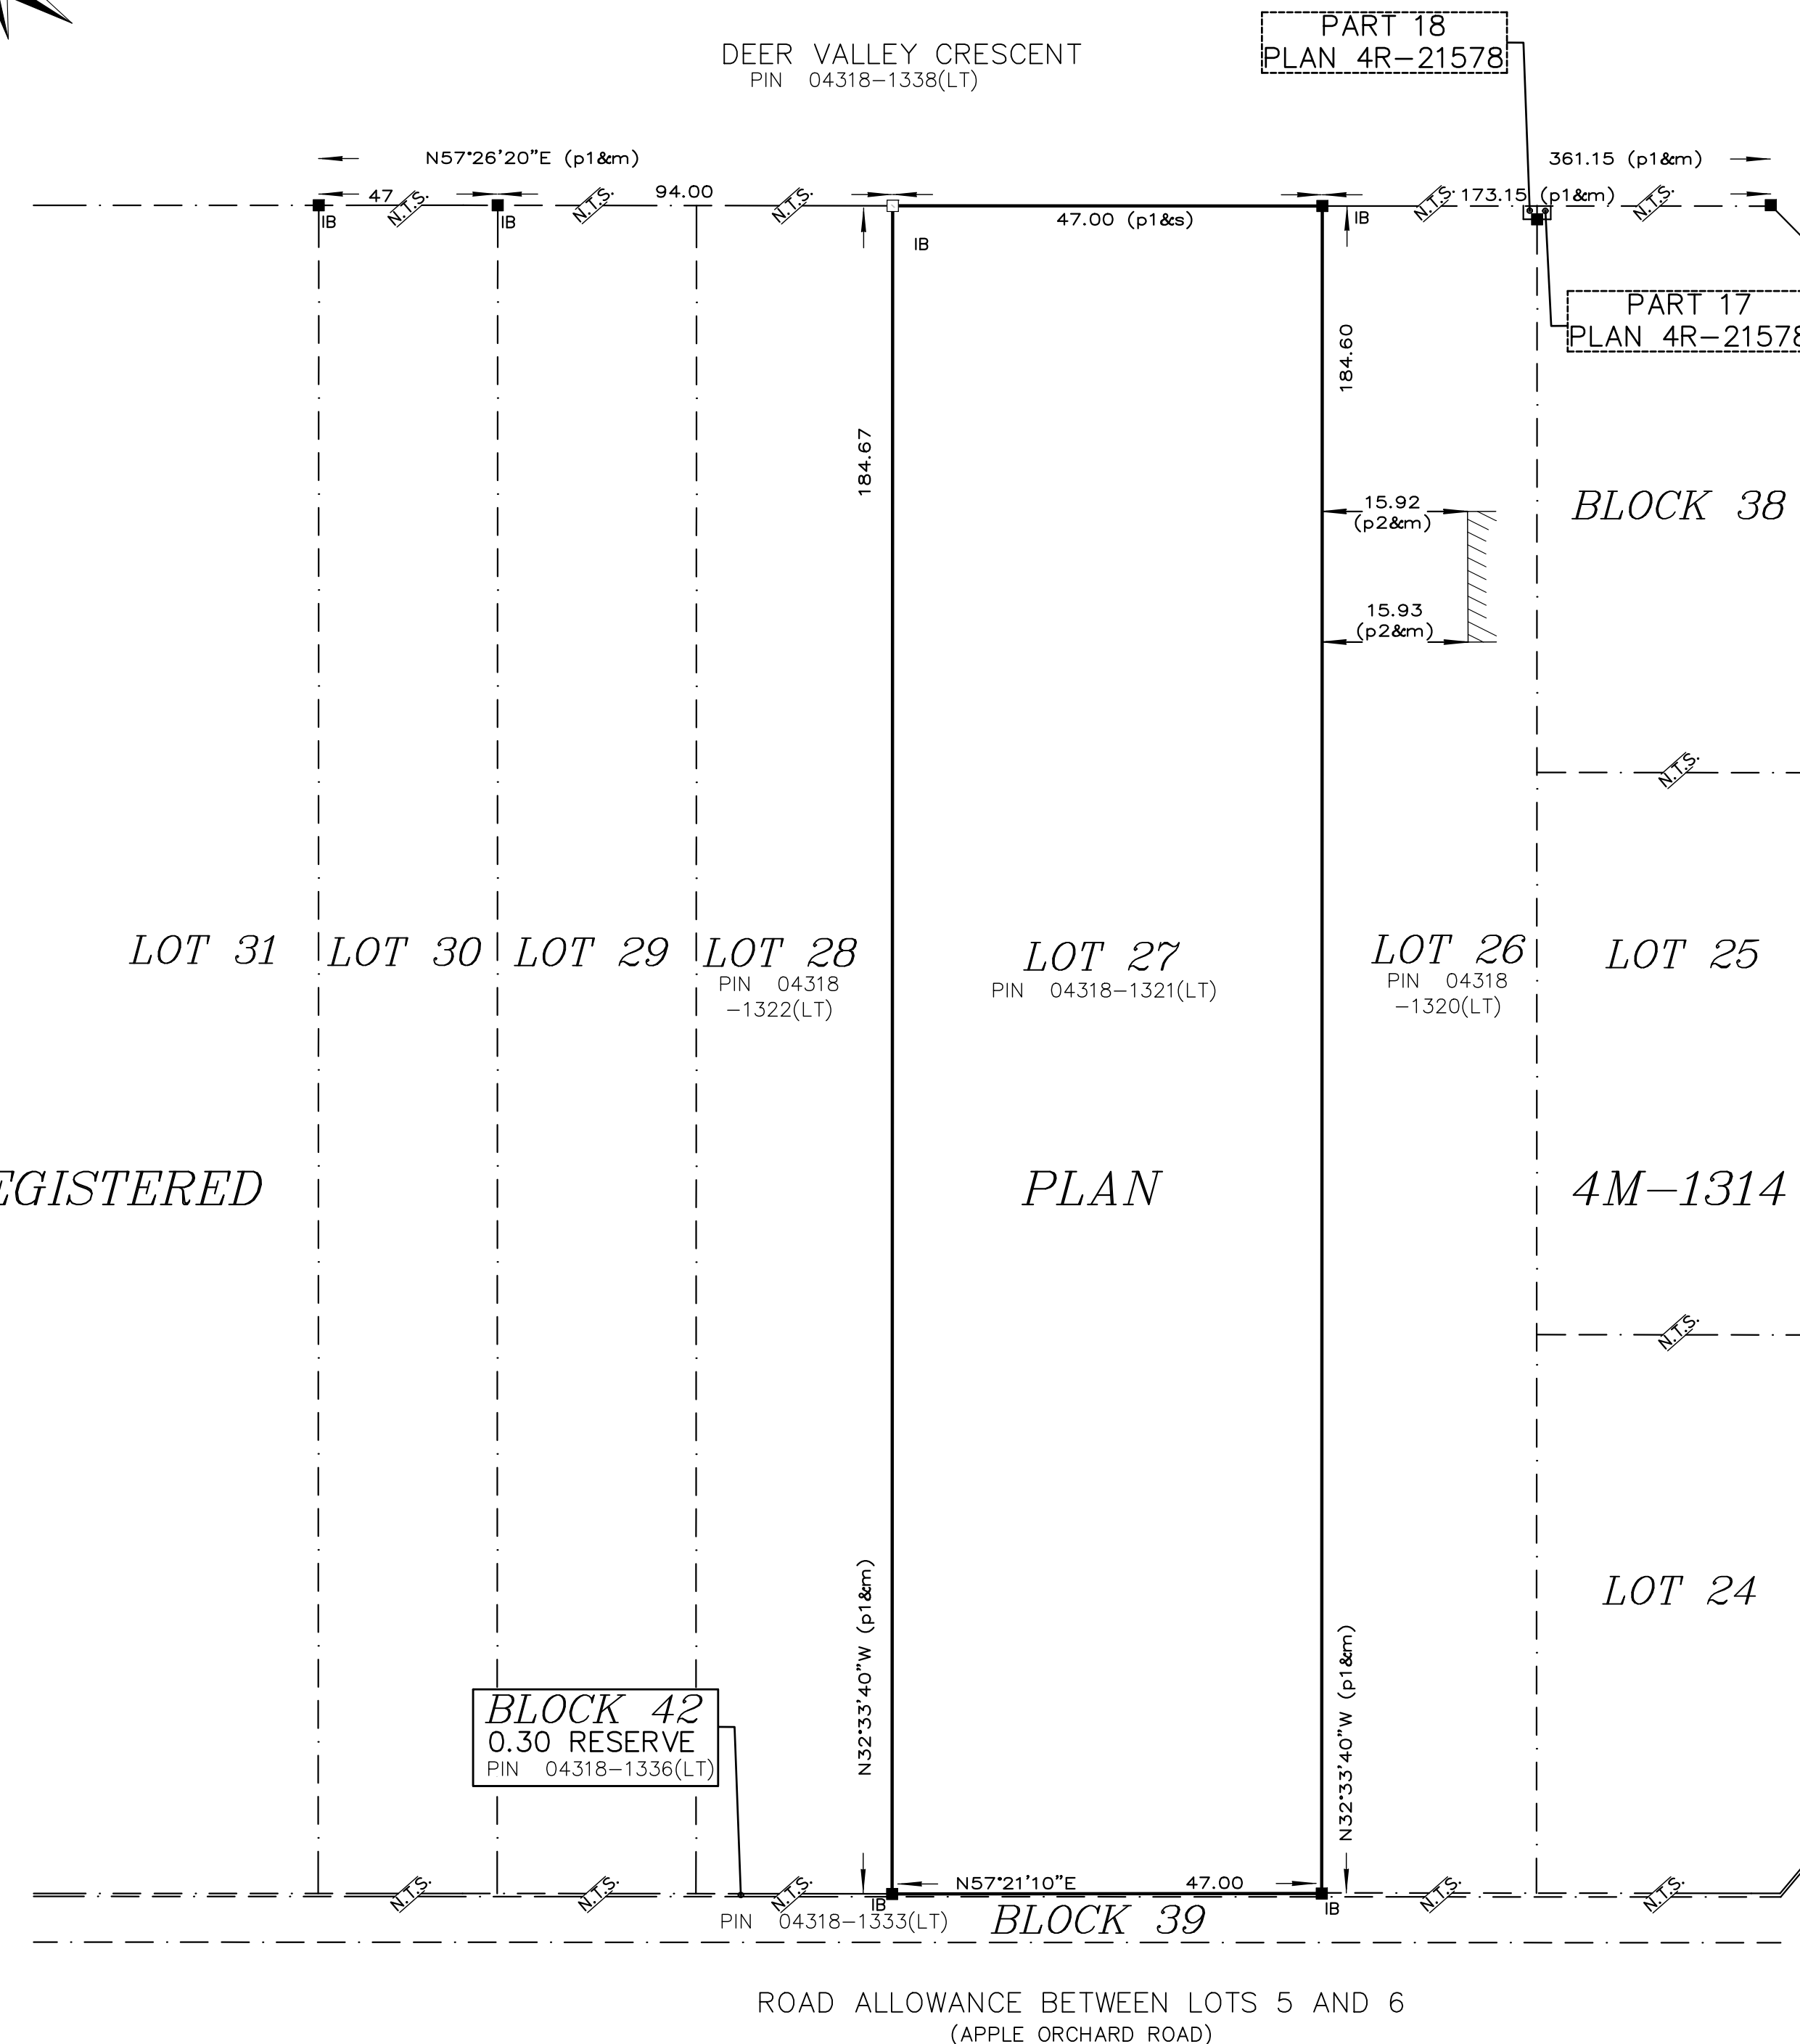 DEER VALLEY CRESCENT
PIN 04318-1338(LT)
PART 18
PLAN 4R-21578
N57°26'20"E (p1&m)
361.15 (p1&m)
47
N.T.S.
N.T.S.
94.00
N.T.S.
47.00 (p1&s)
N.T.S.
173.15 (p1&m)
N.T.S.
IB
IB
IB
IB
PART 17
PLAN 4R-21578
184.67
184.60
15.92
(p2&m)
BLOCK 38
15.93
(p2&m)
N.T.S.
LOT 31
LOT 30
LOT 29
LOT 28
PIN 04318
-1322(LT)
LOT 27
PIN 04318-1321(LT)
LOT 26
PIN 04318
-1320(LT)
LOT 25
EGISTERED
PLAN
4M-1314
N.T.S.
LOT 24
N32°33'40"W (p1&m)
N32°33'40"W (p1&m)
BLOCK 42
0.30 RESERVE
PIN 04318-1336(LT)
N.T.S.
N.T.S.
N.T.S.
N57°21'10"E
47.00
N.T.S.
N.T.S.
IB
IB
PIN 04318-1333(LT)
BLOCK 39
ROAD ALLOWANCE BETWEEN LOTS 5 AND 6
(APPLE ORCHARD ROAD)